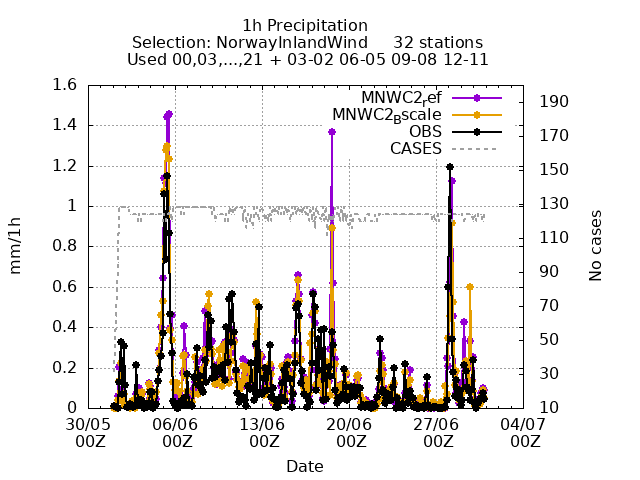 1h Precipitation
Selection: NorwayInlandWind 32 stations
Used 00,03,...,21 + 03-02 06-05 09-08 12-11
MNWC2ref
MNWC2Bscale
OBS
CASES
mm/1h
1.6
1.4
1.2
1
0.8
0.6
0.4
0.2
0
No cases
190
170
150
130
110
90
70
50
30
10
30/05 00Z
06/06 00Z
13/06 00Z
20/06 00Z
27/06 00Z
04/07 00Z
Date